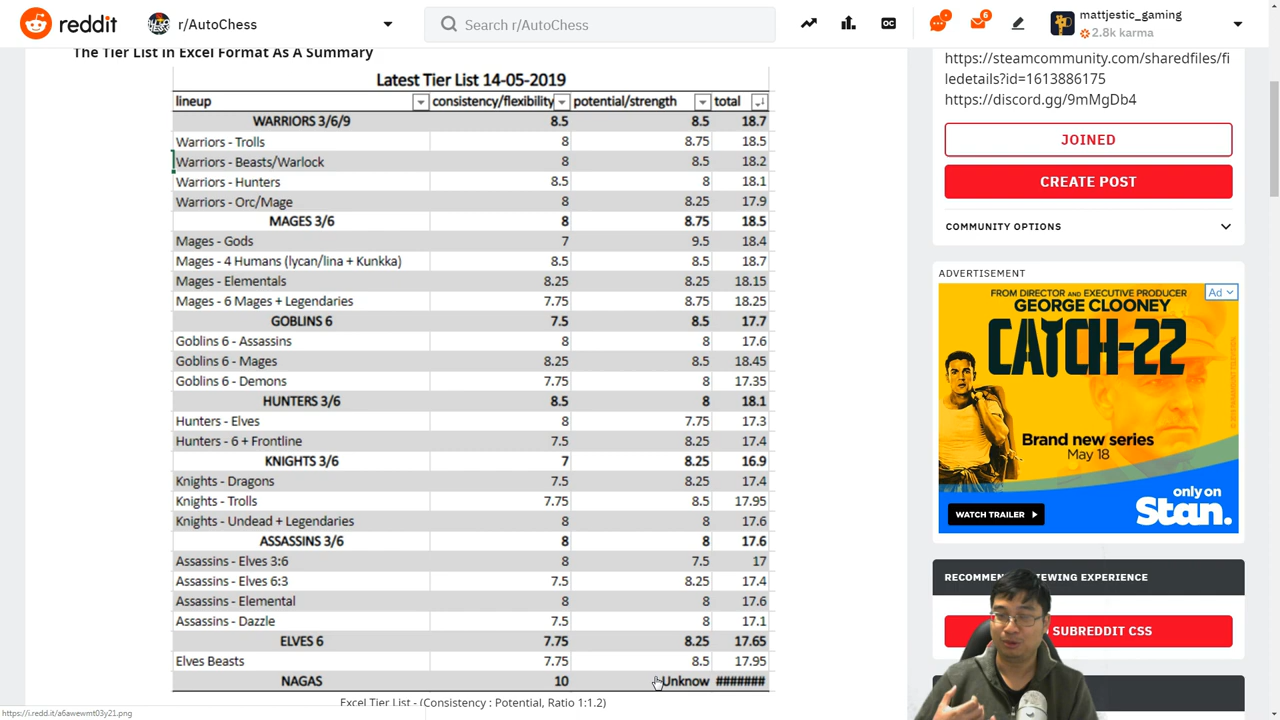 reddit
r/AutoChess
Search r/AutoChess
mattjestic_gaming
2.8k karma
6
The Tier List in Excel Format As A Summary
Latest Tier List 14-05-2019
lineup consistency/flexibility potential/strength total
WARRIORS 3/6/9 8.5 8.5 18.7
Warriors - Trolls 8 8.75 18.5
Warriors - Beasts/Warlock 8 8.5 18.2
Warriors - Hunters 8.5 8 18.1
Warriors - Orc/Mage 8 8.25 17.9
MAGES 3/6 8 8.75 18.5
Mages - Gods 7 9.5 18.4
Mages - 4 Humans (lycan/lina + Kunkka) 8.5 8.5 18.7
Mages - Elementals 8.25 8.25 18.15
Mages - 6 Mages + Legendaries 7.75 8.75 18.25
GOBLINS 6 7.5 8.5 17.7
Goblins 6 - Assassins 8 8 17.6
Goblins 6 - Mages 8.25 8.5 18.45
Goblins 6 - Demons 7.75 8 17.35
HUNTERS 3/6 8.5 8 18.1
Hunters - Elves 8 7.75 17.3
Hunters - 6 + Frontline 7.5 8.25 17.4
KNIGHTS 3/6 7 8.25 16.9
Knights - Dragons 7.5 8.25 17.4
Knights - Trolls 7.75 8.5 17.95
Knights - Undead + Legendaries 8 8 17.6
ASSASSINS 3/6 8 8 17.6
Assassins - Elves 3:6 8 7.5 17
Assassins - Elves 6:3 7.5 8.25 17.4
Assassins - Elemental 8 8 17.6
Assassins - Dazzle 7.5 8 17.1
ELVES 6 7.75 8.25 17.65
Elves Beasts 7.75 8.5 17.95
NAGAS 10 Unknow #######
Excel Tier List - (Consistency : Potential, Ratio 1:1.2)
https://i.redd.it/a6awewmt03y21.png
https://steamcommunity.com/sharedfiles/fi
ledetails?id=1613886175
https://discord.gg/9mMgDb4
JOINED
CREATE POST
COMMUNITY OPTIONS
ADVERTISEMENT
Ad
FROM DIRECTOR AND EXECUTIVE PRODUCER
GEORGE CLOONEY
CATCH-22
Brand new series
May 18
WATCH TRAILER
only on
Stan.
VIEWING EXPERIENCE
SUBREDDIT CSS